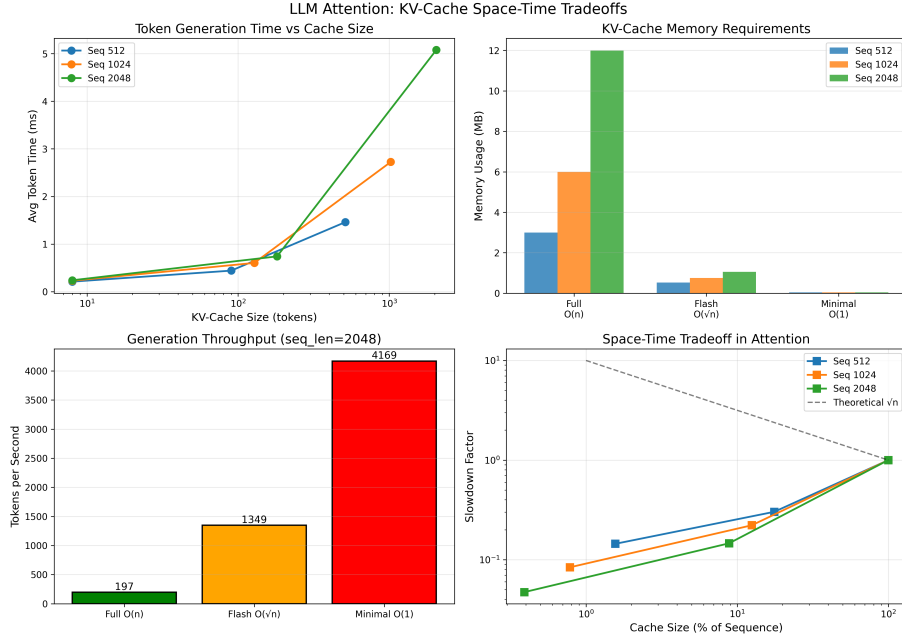 LLM Attention: KV-Cache Space-Time Tradeoffs
Token Generation Time vs Cache Size
Seq 512
Seq 1024
Seq 2048
5
4
3
2
1
0
Avg Token Time (ms)
10¹
10²
10³
KV-Cache Size (tokens)
KV-Cache Memory Requirements
Seq 512
Seq 1024
Seq 2048
12
10
8
6
4
2
0
Memory Usage (MB)
Full
O(n)
Flash
O(√n)
Minimal
O(1)
Generation Throughput (seq_len=2048)
4000
3500
3000
2500
2000
1500
1000
500
0
Tokens per Second
197
1349
4169
Full O(n)
Flash O(√n)
Minimal O(1)
Space-Time Tradeoff in Attention
Seq 512
Seq 1024
Seq 2048
Theoretical √n
10¹
10⁰
10⁻¹
Slowdown Factor
10⁰
10¹
10²
Cache Size (% of Sequence)